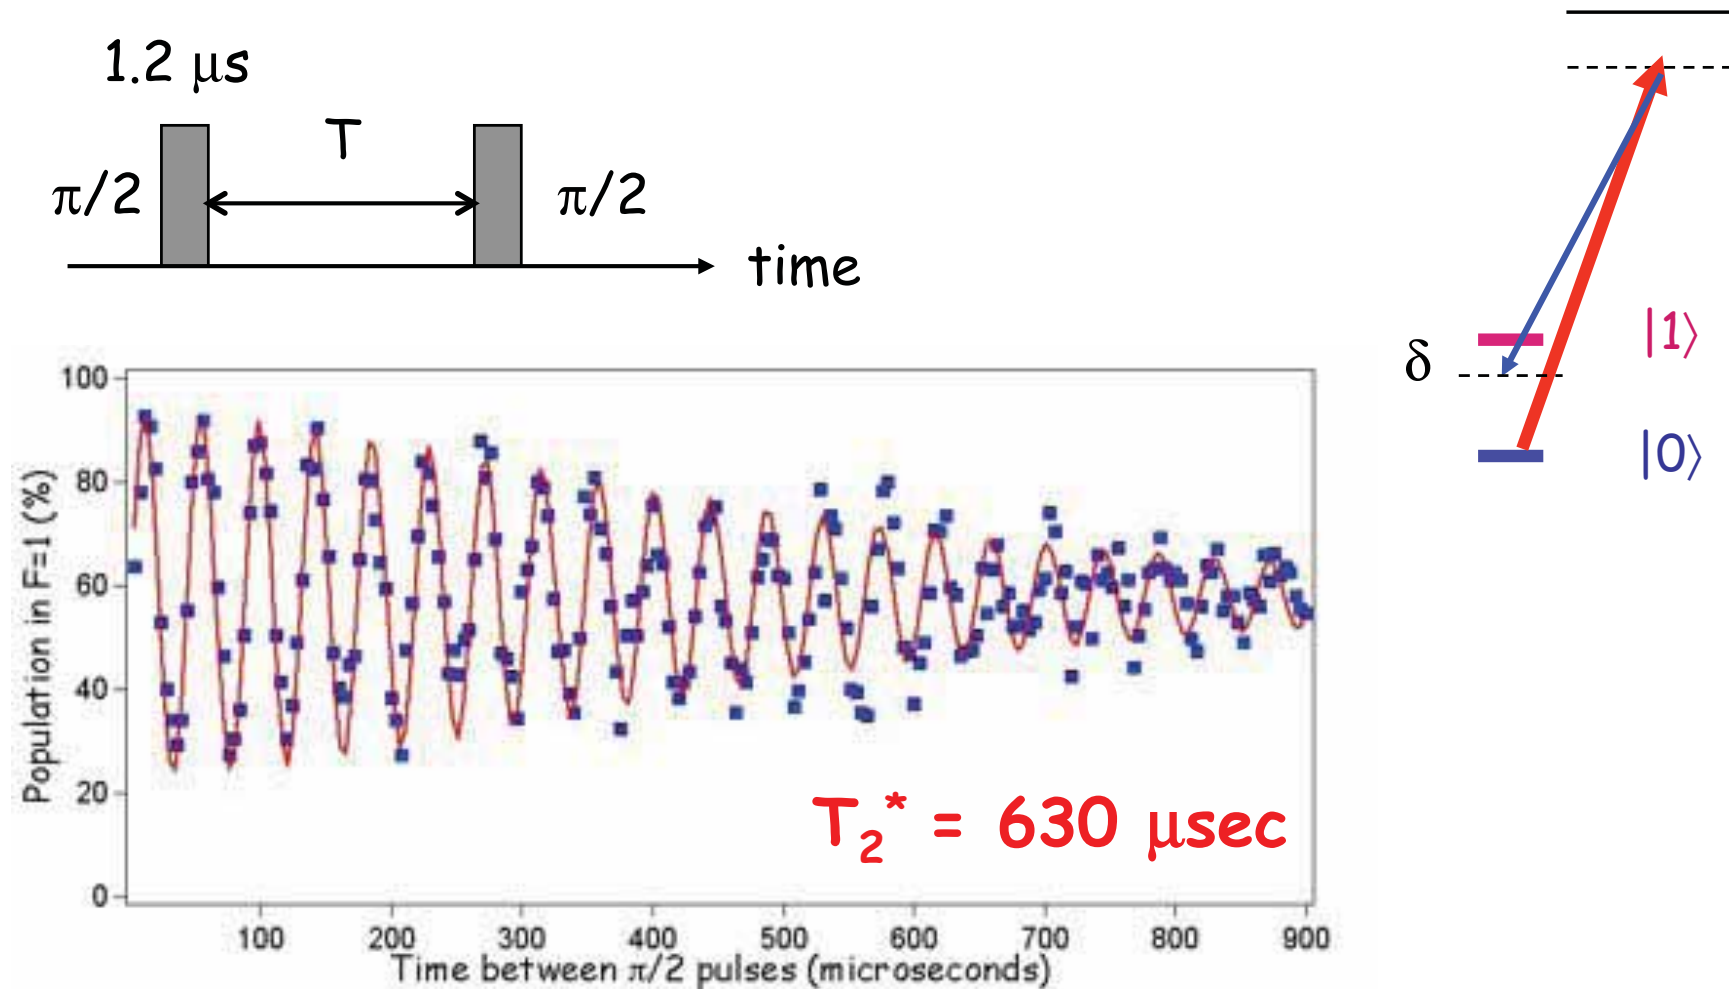 1.2 μs
T
π/2
π/2
time
δ
|1⟩
|0⟩
Population in F=1 (%)
100
80
60
40
20
0
T₂* = 630 μsec
100 200 300 400 500 600 700 800 900
Time between π/2 pulses (microseconds)